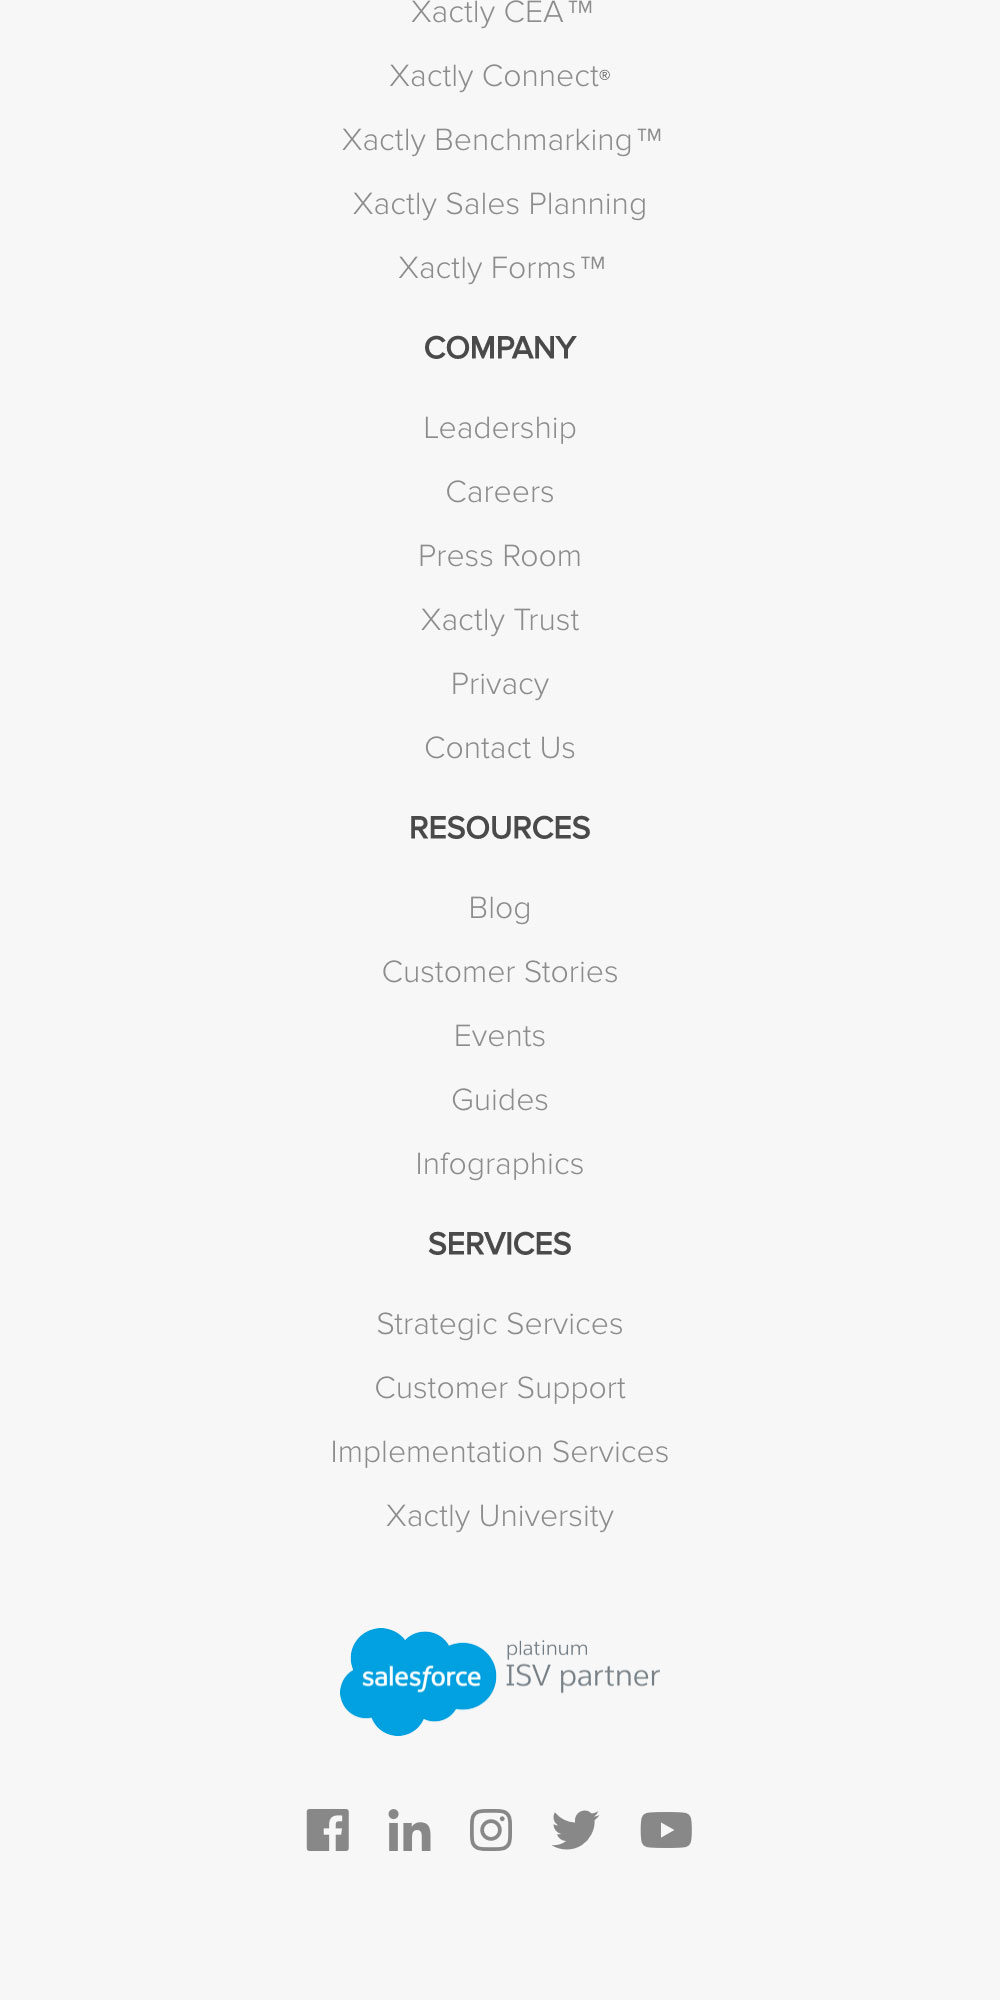 Xactly CEA™
Xactly Connect®
Xactly Benchmarking™
Xactly Sales Planning
Xactly Forms™
COMPANY
Leadership
Careers
Press Room
Xactly Trust
Privacy
Contact Us
RESOURCES
Blog
Customer Stories
Events
Guides
Infographics
SERVICES
Strategic Services
Customer Support
Implementation Services
Xactly University
platinum
salesforce ISV partner